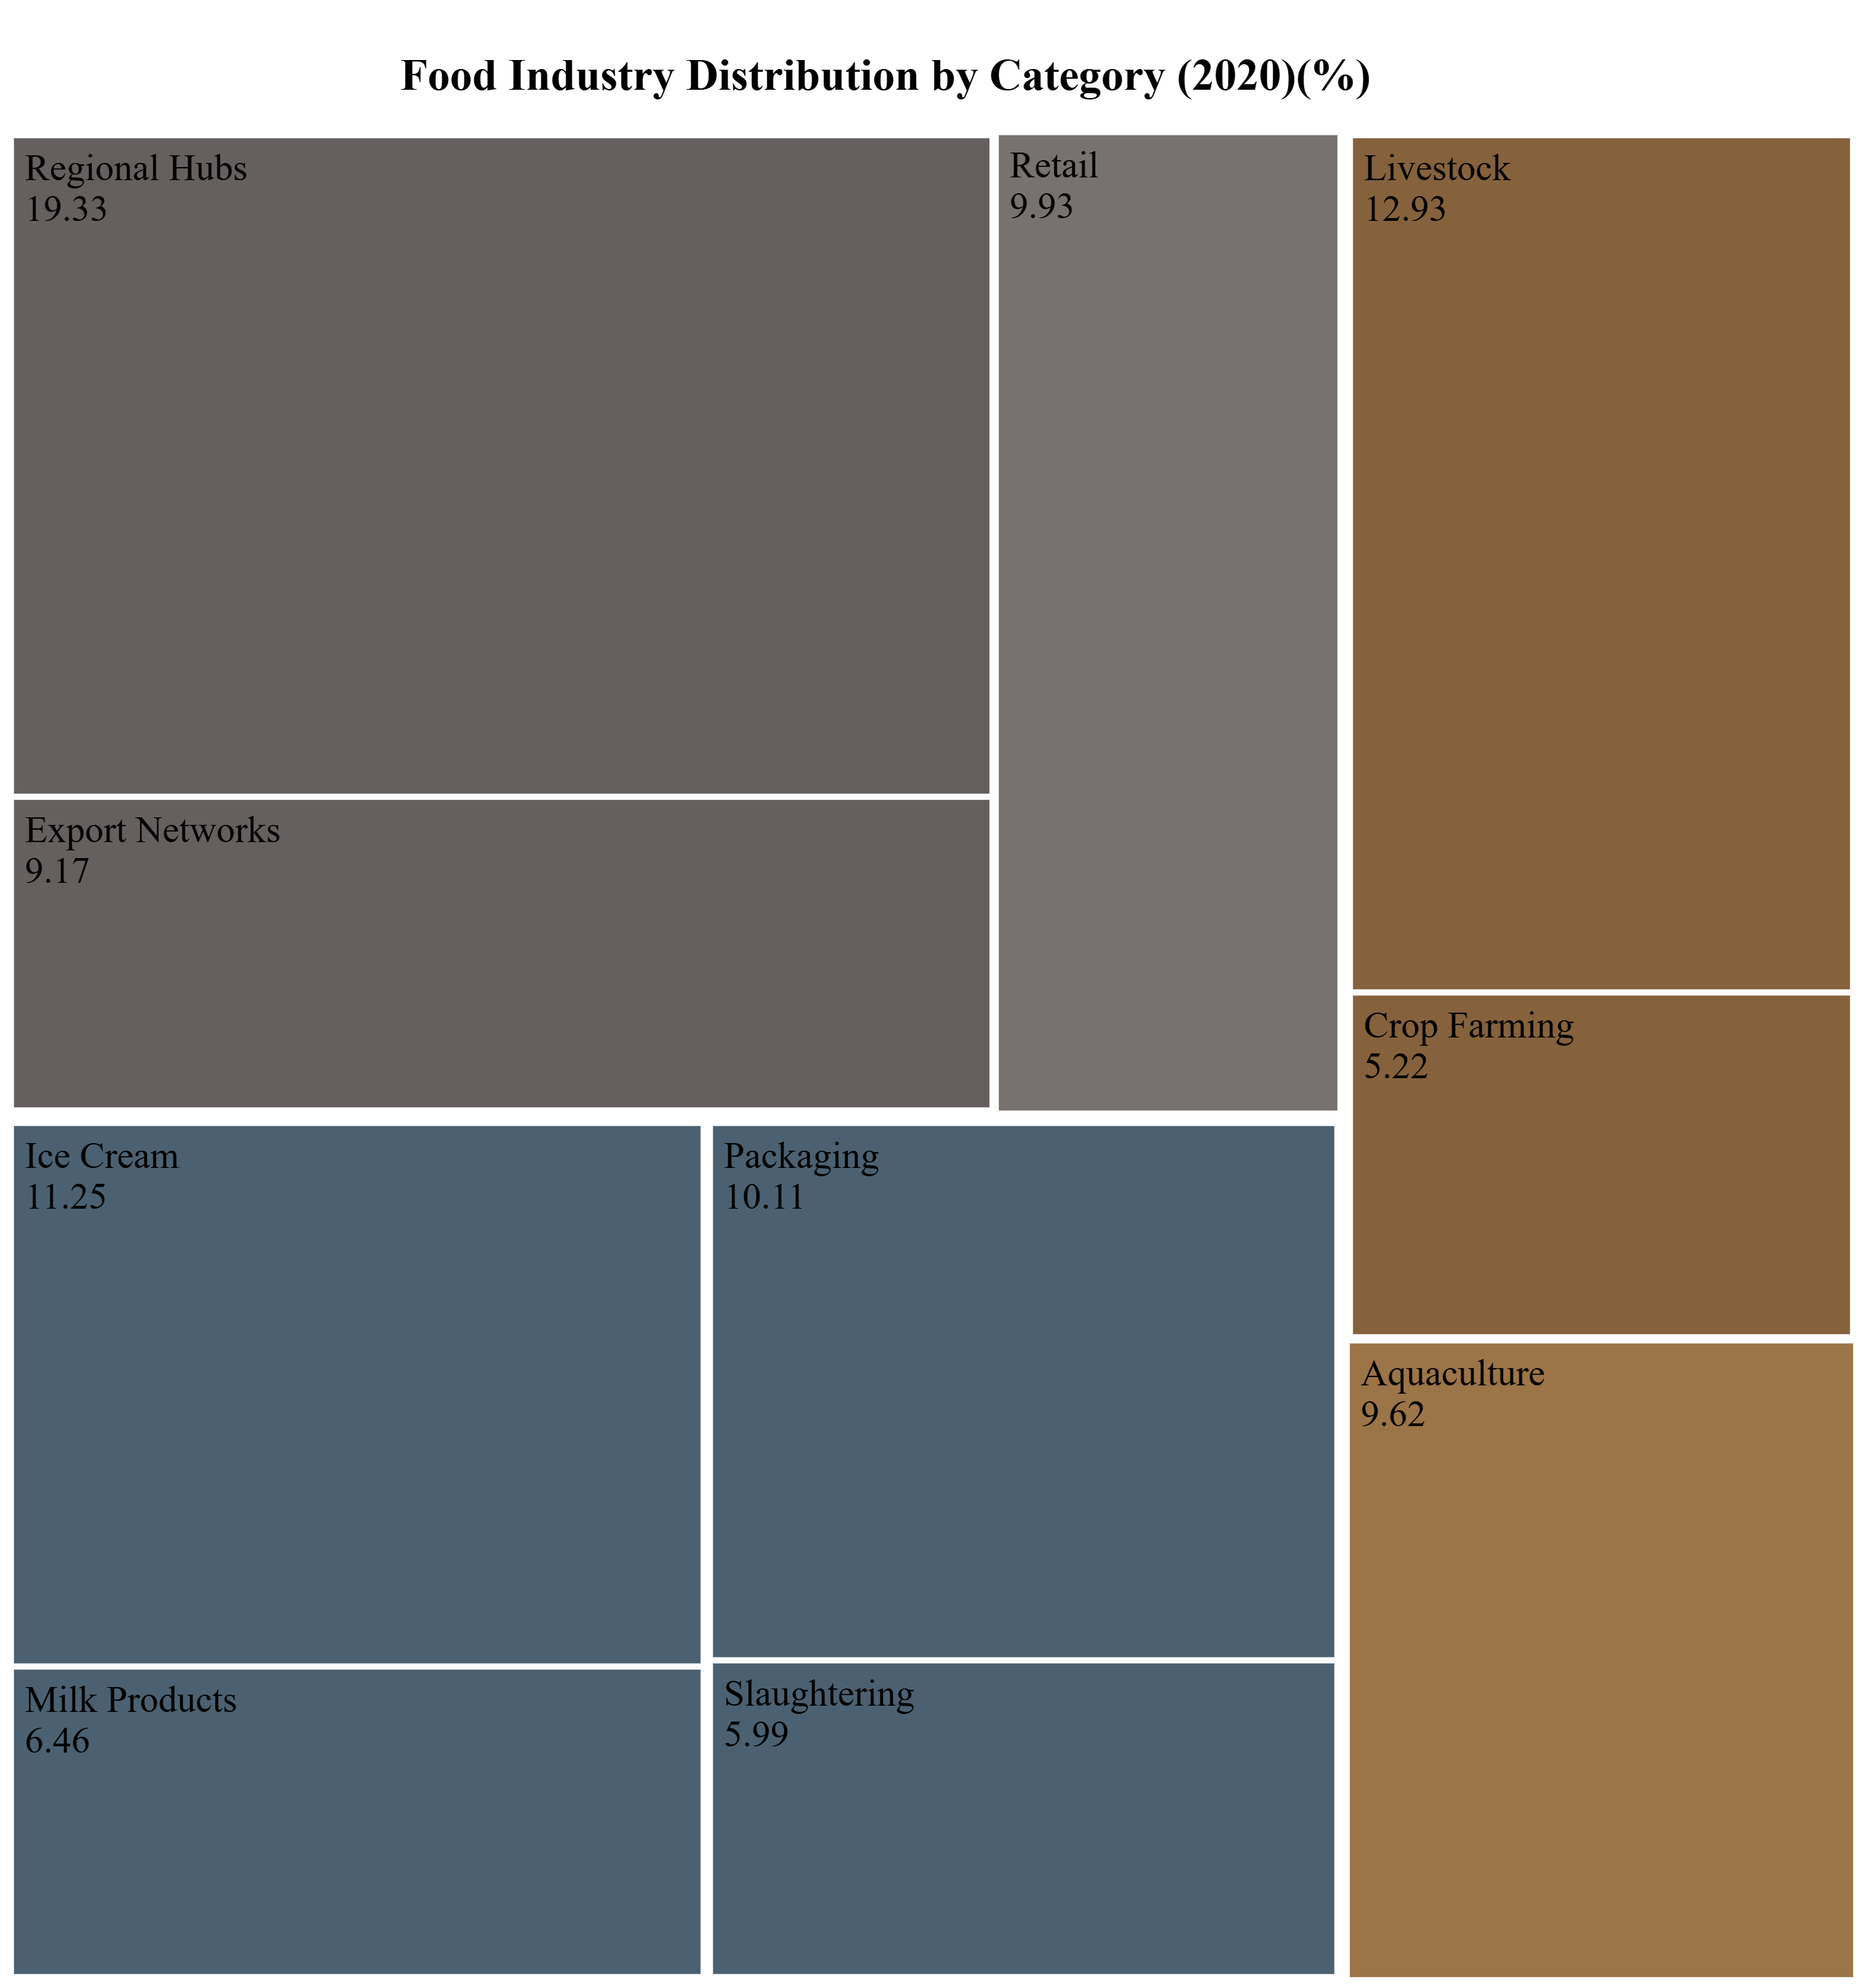 Food Industry Distribution by Category (2020)(%)
Regional Hubs
19.33
Export Networks
9.17
Retail
9.93
Livestock
12.93
Crop Farming
5.22
Aquaculture
9.62
Ice Cream
11.25
Milk Products
6.46
Packaging
10.11
Slaughtering
5.99